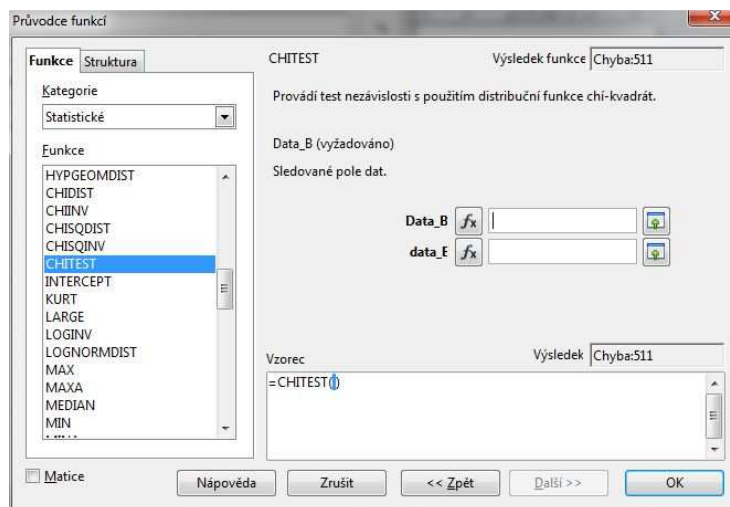 Průvodce funkcí
Funkce Struktura
Kategorie
Statistické
Funkce
HYPGEOMDIST
CHIDIST
CHIINV
CHISQDIST
CHISQINV
CHITEST
INTERCEPT
KURT
LARGE
LOGINV
LOGNORMDIST
MAX
MAXA
MEDIAN
MIN
CHITEST
Výsledek funkce Chyba:511
Provádí test nezávislosti s použitím distribuční funkce chí-kvadrát.
Data_B (vyžadováno)
Sledované pole dat.
Data_B fx
data_E fx
Vzorec
Výsledek Chyba:511
=CHITEST()
Matice
Nápověda
Zrušit
<< Zpět
Další >>
OK